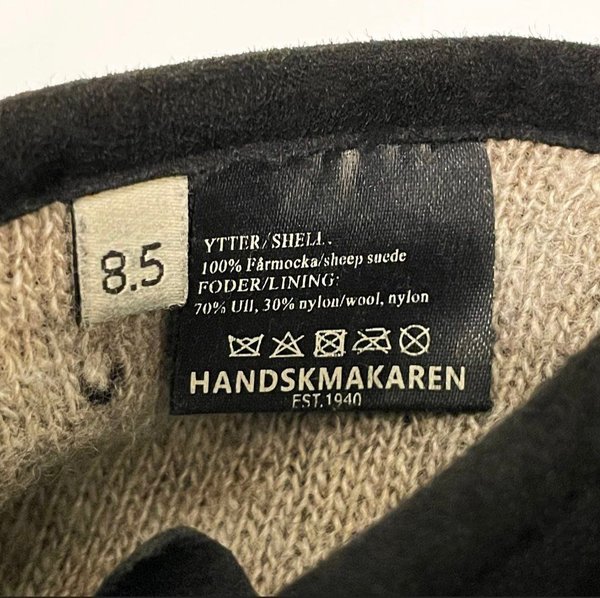 8.5
YTTER/SHELL:
100% Fårmocka/sheep suede
FODER/LINING:
70% Ull, 30% nylon/wool, nylon
HANDSKMAKAREN
EST.1940